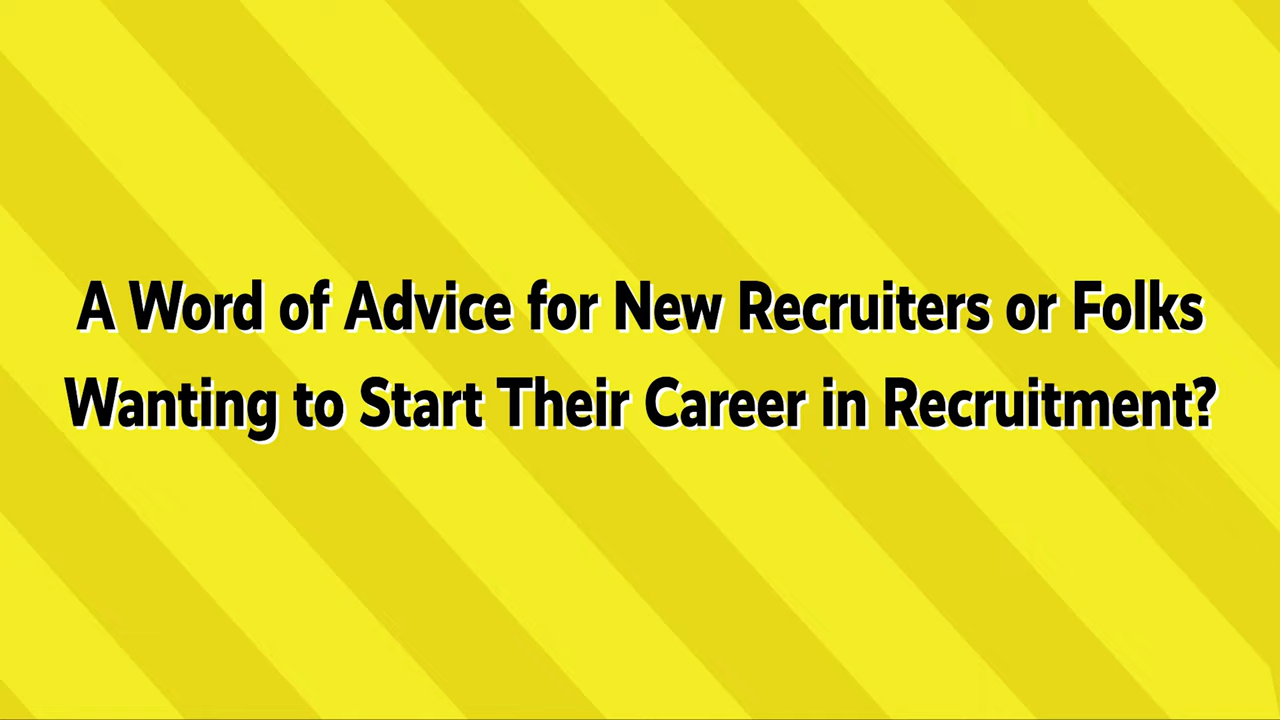 A Word of Advice for New Recruiters or Folks
Wanting to Start Their Career in Recruitment?